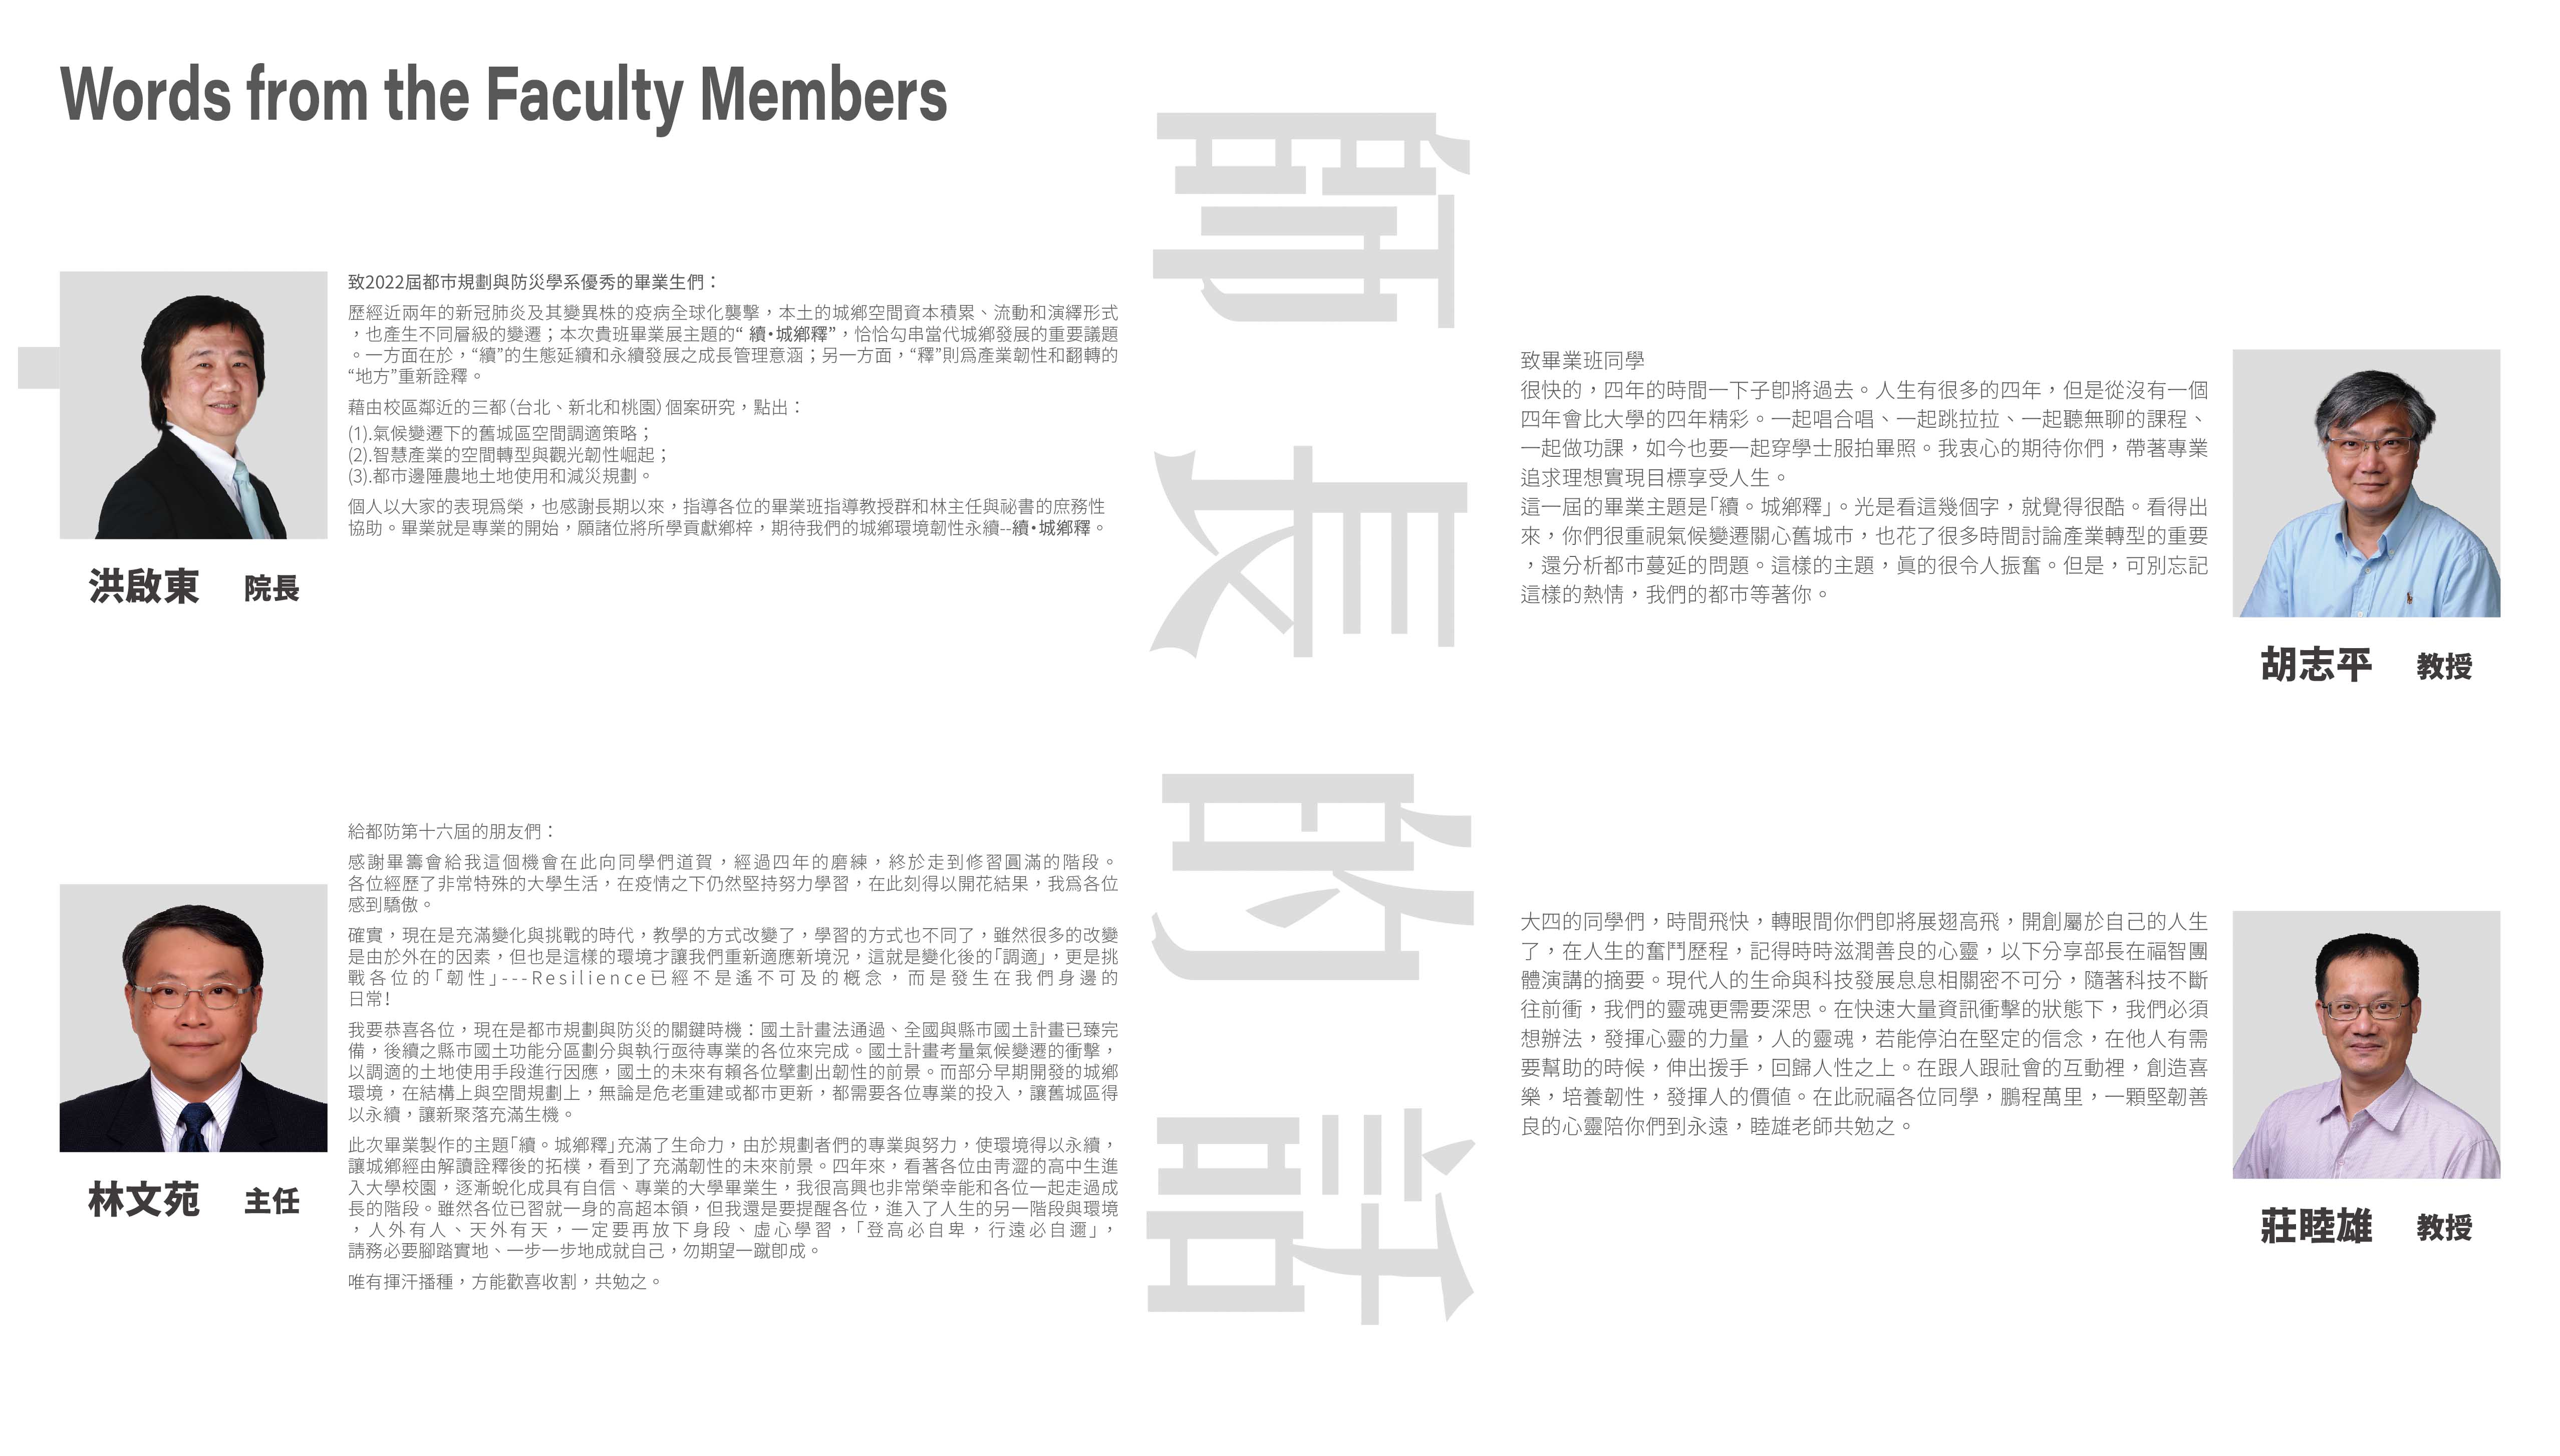 Words from the Faculty Members
師長的話
致2022屆都市規劃與防災學系優秀的畢業生們：
歷經近兩年的新冠肺炎及其變異株的疫病全球化襲擊，本土的城鄉空間資本積累、流動和演繹形式
，也產生不同層級的變遷；本次貴班畢業展主題的“ 續•城鄉釋”，恰恰勾串當代城鄉發展的重要議題
。一方面在於，“續”的生態延續和永續發展之成長管理意涵；另一方面，“釋”則為產業韌性和翻轉的
“地方”重新詮釋。
藉由校區鄰近的三都（台北、新北和桃園）個案研究，點出：
(1).氣候變遷下的舊城區空間調適策略；
(2).智慧產業的空間轉型與觀光韌性崛起；
(3).都市邊陲農地土地使用和減災規劃。
個人以大家的表現為榮，也感謝長期以來，指導各位的畢業班指導教授群和林主任與祕書的庶務性
協助。畢業就是專業的開始，願諸位將所學貢獻鄉梓，期待我們的城鄉環境韌性永續--續•城鄉釋。
洪啟東 院長
給都防第十六屆的朋友們：
感謝畢籌會給我這個機會在此向同學們道賀，經過四年的磨練，終於走到修習圓滿的階段。
各位經歷了非常特殊的大學生活，在疫情之下仍然堅持努力學習，在此刻得以開花結果，我為各位
感到驕傲。
確實，現在是充滿變化與挑戰的時代，教學的方式改變了，學習的方式也不同了，雖然很多的改變
是由於外在的因素，但也是這樣的環境才讓我們重新適應新境況，這就是變化後的「調適」，更是挑
戰各位的「韌性」---Resilience已經不是遙不可及的概念，而是發生在我們身邊的
日常！
我要恭喜各位，現在是都市規劃與防災的關鍵時機：國土計畫法通過、全國與縣市國土計畫已臻完
備，後續之縣市國土功能分區劃分與執行亟待專業的各位來完成。國土計畫考量氣候變遷的衝擊，
以調適的土地使用手段進行因應，國土的未來有賴各位擘劃出韌性的前景。而部分早期開發的城鄉
環境，在結構上與空間規劃上，無論是危老重建或都市更新，都需要各位專業的投入，讓舊城區得
以永續，讓新聚落充滿生機。
此次畢業製作的主題「續。城鄉釋」充滿了生命力，由於規劃者們的專業與努力，使環境得以永續，
讓城鄉經由解讀詮釋後的拓樸，看到了充滿韌性的未來前景。四年來，看著各位由青澀的高中生進
入大學校園，逐漸蛻化成具有自信、專業的大學畢業生，我很高興也非常榮幸能和各位一起走過成
長的階段。雖然各位已習就一身的高超本領，但我還是要提醒各位，進入了人生的另一階段與環境
，人外有人、天外有天，一定要再放下身段、虛心學習，「登高必自卑，行遠必自邇」，
請務必要腳踏實地、一步一步地成就自己，勿期望一蹴即成。
唯有揮汗播種，方能歡喜收割，共勉之。
林文苑 主任
致畢業班同學
很快的，四年的時間一下子即將過去。人生有很多的四年，但是從沒有一個
四年會比大學的四年精彩。一起唱合唱、一起跳拉拉、一起聽無聊的課程、
一起做功課，如今也要一起穿學士服拍畢照。我衷心的期待你們，帶著專業
追求理想實現目標享受人生。
這一屆的畢業主題是「續。城鄉釋」。光是看這幾個字，就覺得很酷。看得出
來，你們很重視氣候變遷關心舊城市，也花了很多時間討論產業轉型的重要
，還分析都市蔓延的問題。這樣的主題，真的很令人振奮。但是，可別忘記
這樣的熱情，我們的都市等著你。
胡志平 教授
大四的同學們，時間飛快，轉眼間你們即將展翅高飛，開創屬於自己的人生
了，在人生的奮鬥歷程，記得時時滋潤善良的心靈，以下分享部長在福智團
體演講的摘要。現代人的生命與科技發展息息相關密不可分，隨著科技不斷
往前衝，我們的靈魂更需要深思。在快速大量資訊衝擊的狀態下，我們必須
想辦法，發揮心靈的力量，人的靈魂，若能停泊在堅定的信念，在他人有需
要幫助的時候，伸出援手，回歸人性之上。在跟人跟社會的互動裡，創造喜
樂，培養韌性，發揮人的價值。在此祝福各位同學，鵬程萬里，一顆堅韌善
良的心靈陪你們到永遠，睦雄老師共勉之。
莊睦雄 教授